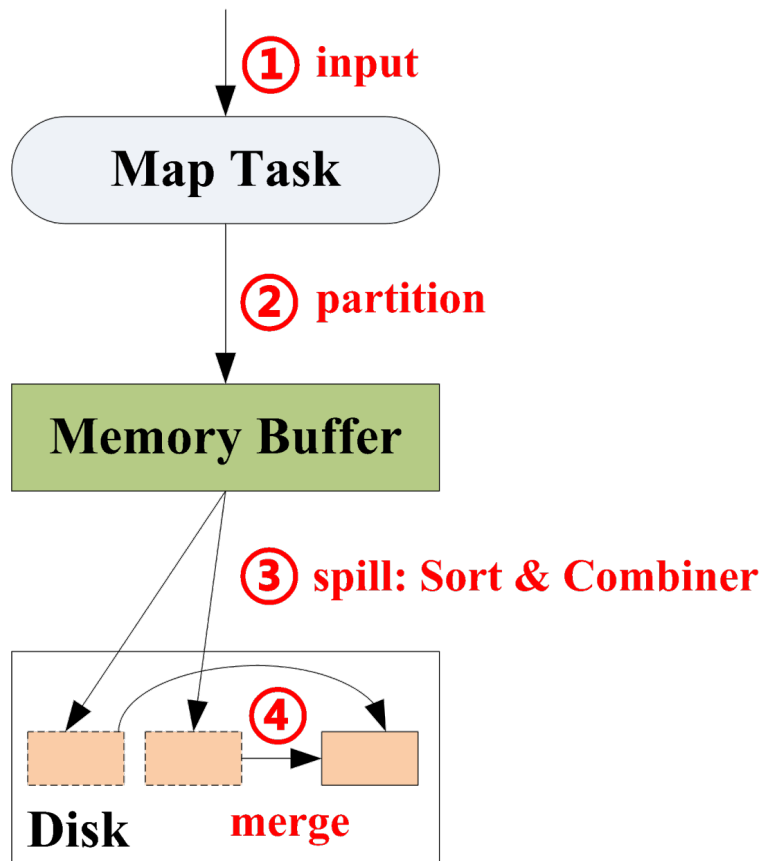 ① input
Map Task
② partition
Memory Buffer
③ spill: Sort & Combiner
④
Disk
merge